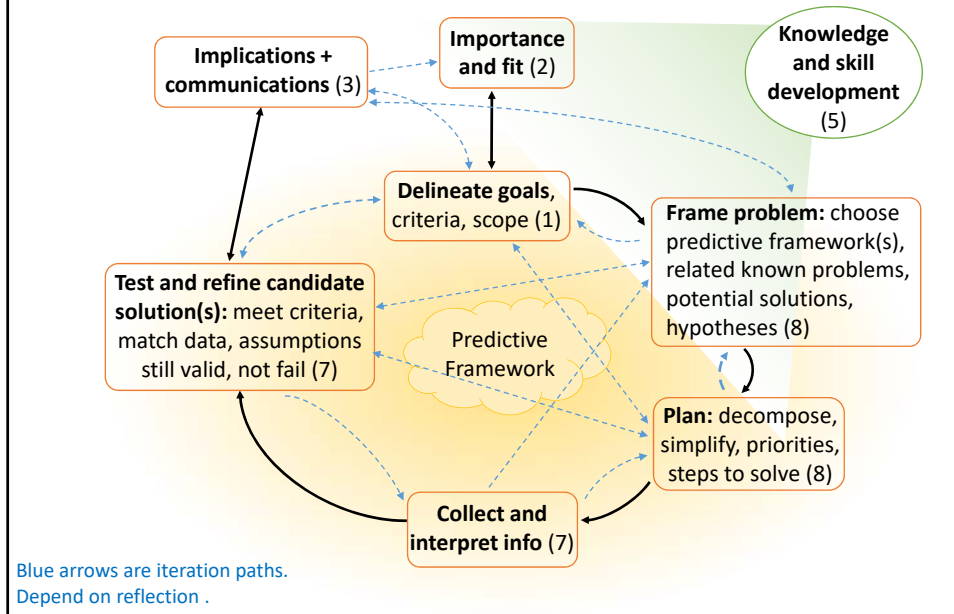 Implications +
communications (3)
Importance
and fit (2)
Knowledge
and skill
development
(5)
Delineate goals,
criteria, scope (1)
Frame problem: choose
predictive framework(s),
related known problems,
potential solutions,
hypotheses (8)
Test and refine candidate
solution(s): meet criteria,
match data, assumptions
still valid, not fail (7)
Predictive
Framework
Plan: decompose,
simplify, priorities,
steps to solve (8)
Collect and
interpret info (7)
Blue arrows are iteration paths.
Depend on reflection .